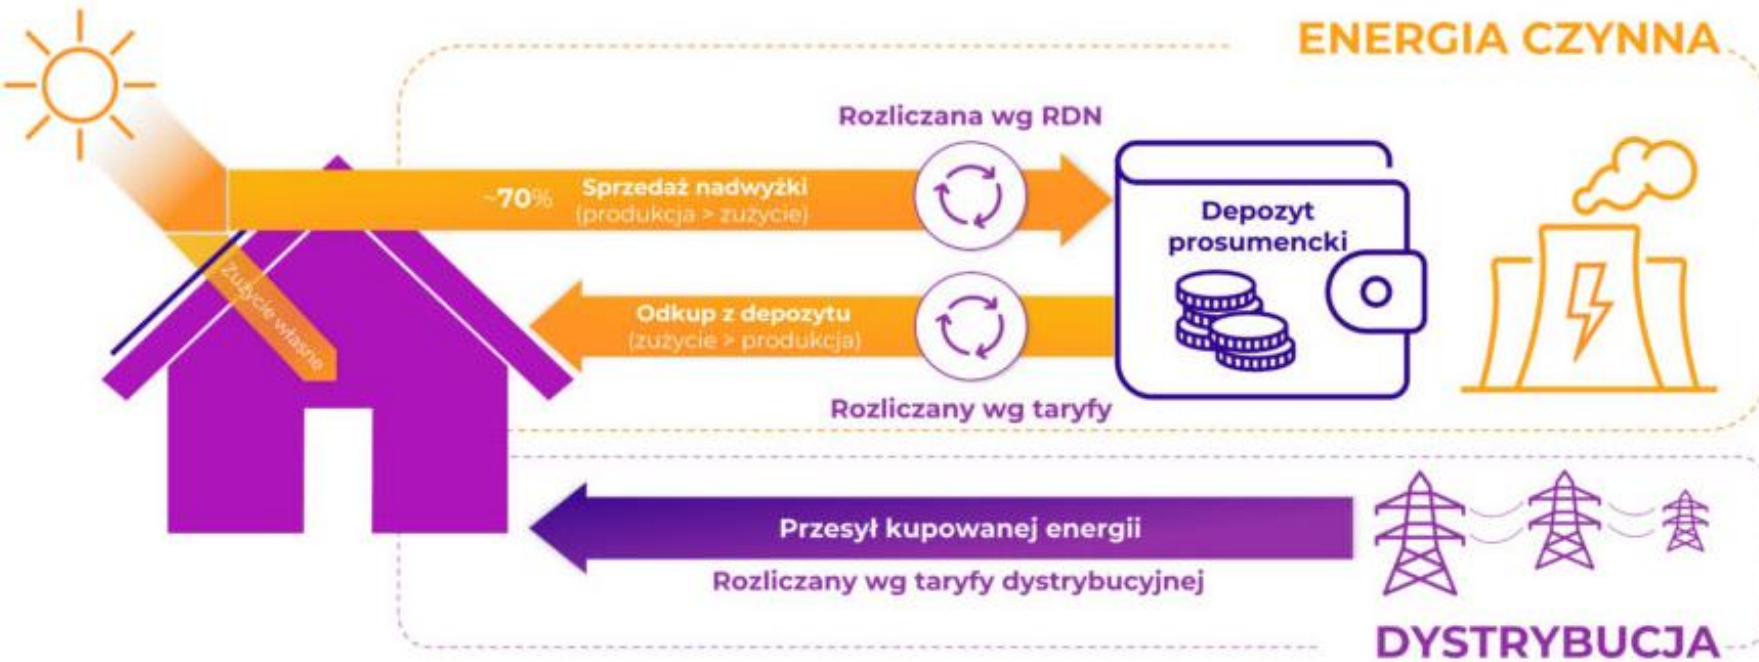 ENERGIA CZYNNA
Rozliczana wg RDN
~70% Sprzedaż nadwyżki
(produkcja > zużycie)
Depozyt
prosumencki
Zużycie własne
Odkup z depozytu
(zużycie > produkcja)
Rozliczany wg taryfy
Przesył kupowanej energii
Rozliczany wg taryfy dystrybucyjnej
DYSTRYBUCJA